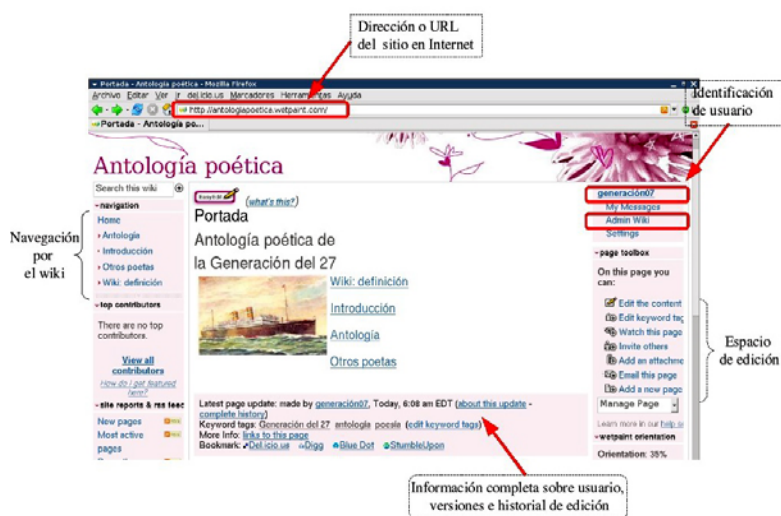 Dirección o URL
del sitio en Internet
Portada - Antología poética - Mozilla Firefox
Archivo Editar Ver Ir del.icio.us Marcadores Herramientas Ayuda
http://antologiapoetica.wetpaint.com/
Portada - Antología po...
Identificación
de usuario
Antología poética
Search this wiki
navigation
Home
Antología
Introducción
Otros poetas
Wiki: definición
Navegación
por
el wiki
top contributors
There are no top
contributors.
View all
contributors
How do I get featured
here?
site reports & rss feed
New pages
Most active
pages
EasyEdit
(what's this?)
Portada
Antología poética de
la Generación del 27
Wiki: definición
Introducción
Antología
Otros poetas
Latest page update: made by generación07, Today, 6:08 am EDT (about this update -
complete history)
Keyword tags: Generación del 27 antología poesía (edit keyword tags)
More Info: links to this page
Bookmark: Del.icio.us Digg Blue Dot StumbleUpon
generación07
My Messages
Admin Wiki
Settings
page toolbox
On this page you
can:
Edit the content
Edit keyword tag
Watch this page
Invite others
Add an attachme
Email this page
Add a new page
Manage Page
Learn more in our help
wetpaint orientation
Orientation: 35%
Espacio
de edición
Información completa sobre usuario,
versiones e historial de edición